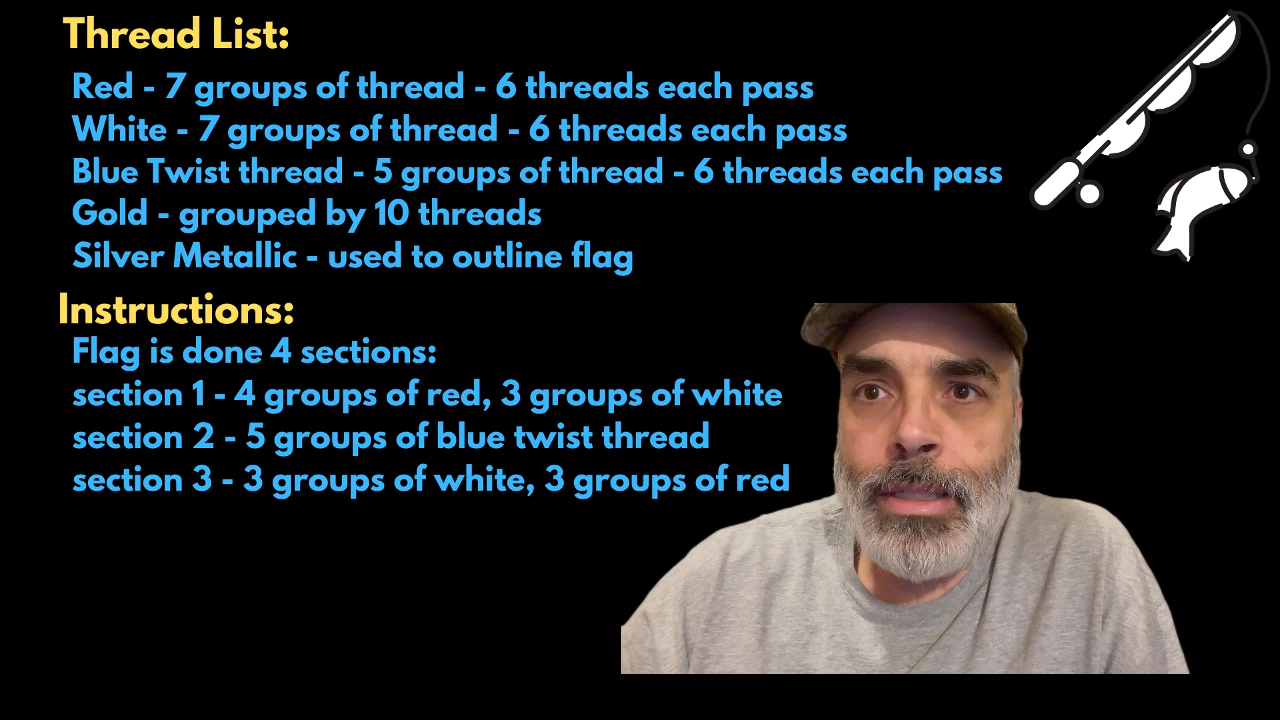 Thread List:
Red - 7 groups of thread - 6 threads each pass
White - 7 groups of thread - 6 threads each pass
Blue Twist thread - 5 groups of thread - 6 threads each pass
Gold - grouped by 10 threads
Silver Metallic - used to outline flag
Instructions:
Flag is done 4 sections:
section 1 - 4 groups of red, 3 groups of white
section 2 - 5 groups of blue twist thread
section 3 - 3 groups of white, 3 groups of red